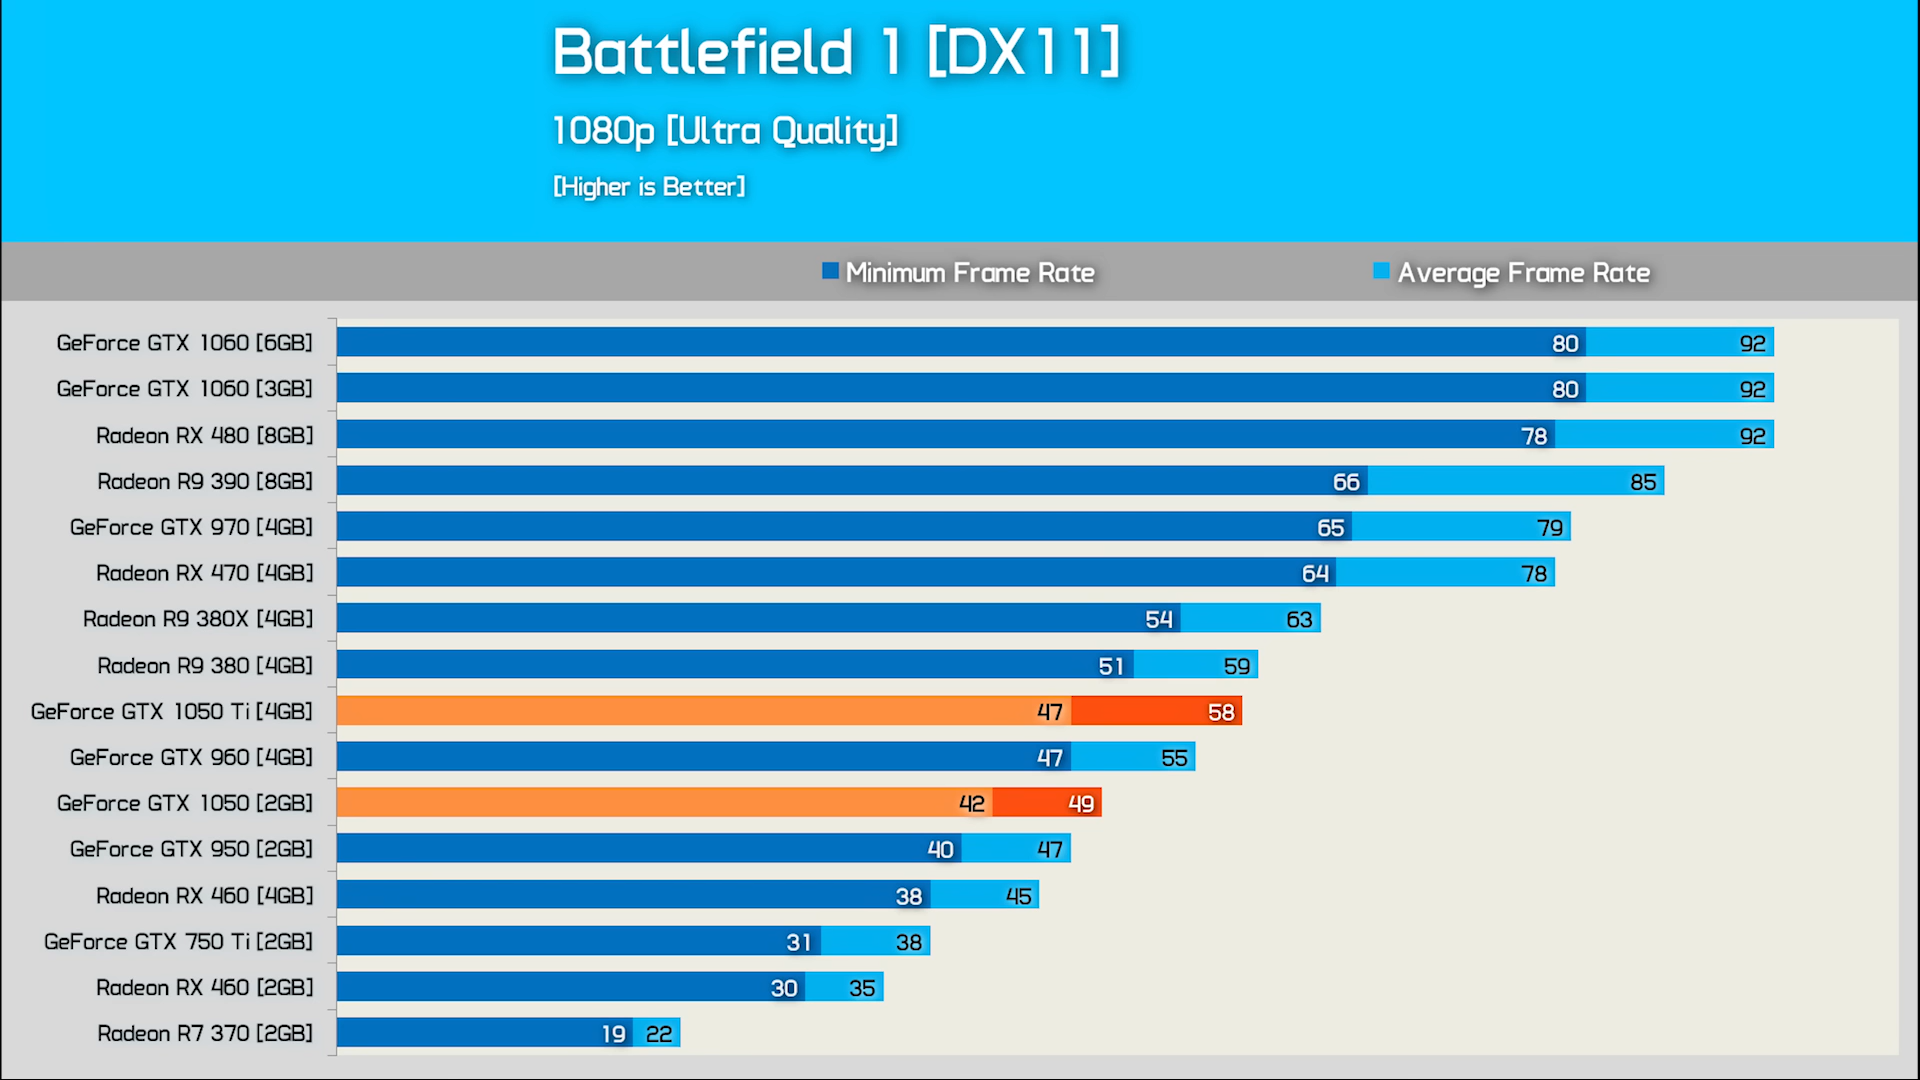 Battlefield 1 [DX11]
1080p [Ultra Quality]
[Higher is Better]
Minimum Frame Rate Average Frame Rate
GeForce GTX 1060 [6GB] 80 92
GeForce GTX 1060 [3GB] 80 92
Radeon RX 480 [8GB] 78 92
Radeon R9 390 [8GB] 66 85
GeForce GTX 970 [4GB] 65 79
Radeon RX 470 [4GB] 64 78
Radeon R9 380X [4GB] 54 63
Radeon R9 380 [4GB] 51 59
GeForce GTX 1050 Ti [4GB] 47 58
GeForce GTX 960 [4GB] 47 55
GeForce GTX 1050 [2GB] 42 49
GeForce GTX 950 [2GB] 40 47
Radeon RX 460 [4GB] 38 45
GeForce GTX 750 Ti [2GB] 31 38
Radeon RX 460 [2GB] 30 35
Radeon R7 370 [2GB] 19 22